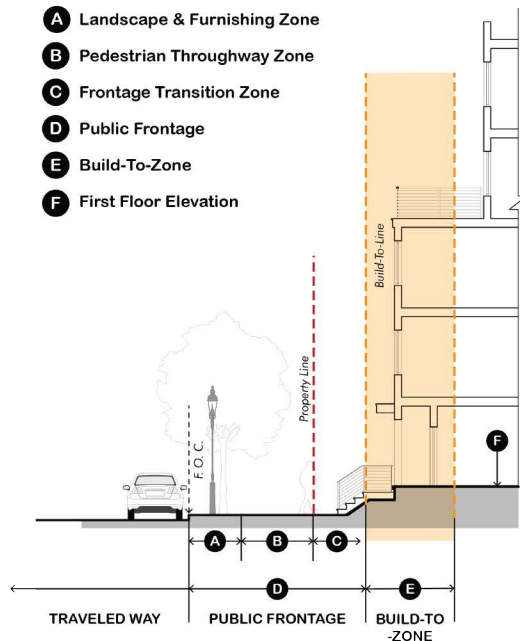 A Landscape & Furnishing Zone
B Pedestrian Throughway Zone
C Frontage Transition Zone
D Public Frontage
E Build-To-Zone
F First Floor Elevation
Build-To-Line
Property Line
F. O. C.
F
A B C
D E
TRAVELED WAY PUBLIC FRONTAGE BUILD-TO
-ZONE